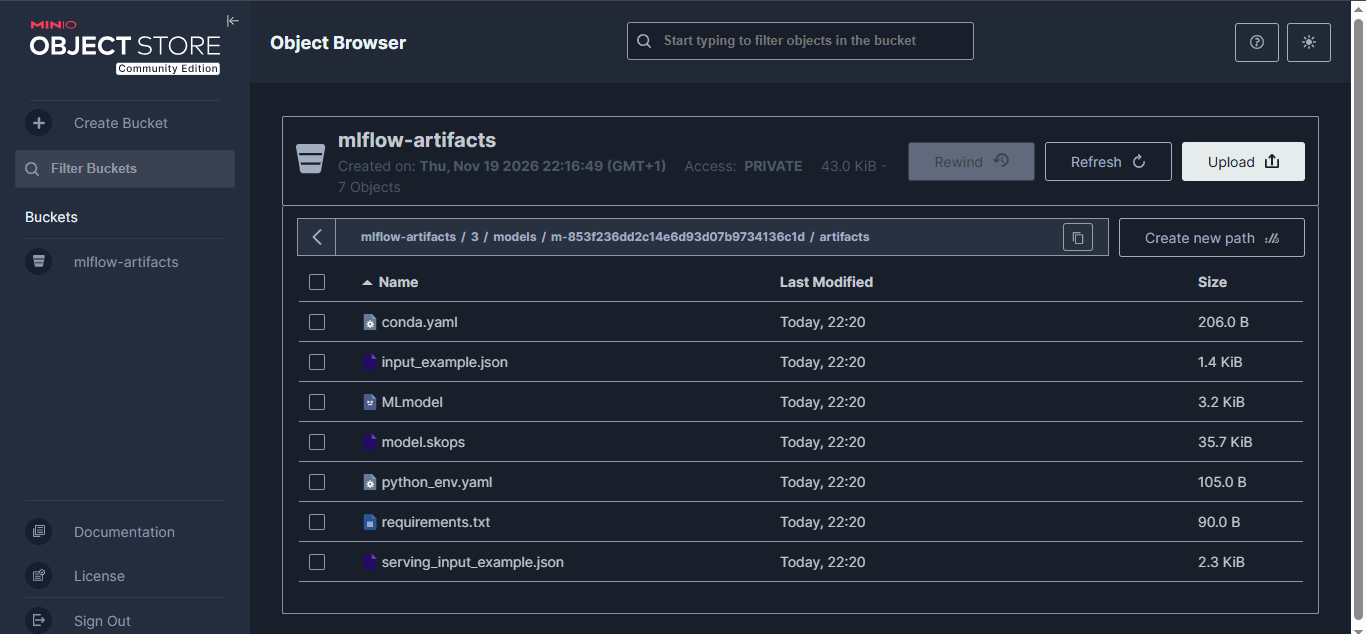 MINIO
OBJECT STORE
Community Edition
Create Bucket
Filter Buckets
Buckets
mlflow-artifacts
Documentation
License
Sign Out
Object Browser
Start typing to filter objects in the bucket
mlflow-artifacts
Created on: Thu, Nov 19 2026 22:16:49 (GMT+1) Access: PRIVATE 43.0 KiB -
7 Objects
Rewind
Refresh
Upload
mlflow-artifacts / 3 / models / m-853f236dd2c14e6d93d07b9734136c1d / artifacts
Create new path
Name Last Modified Size
conda.yaml Today, 22:20 206.0 B
input_example.json Today, 22:20 1.4 KiB
MLmodel Today, 22:20 3.2 KiB
model.skops Today, 22:20 35.7 KiB
python_env.yaml Today, 22:20 105.0 B
requirements.txt Today, 22:20 90.0 B
serving_input_example.json Today, 22:20 2.3 KiB